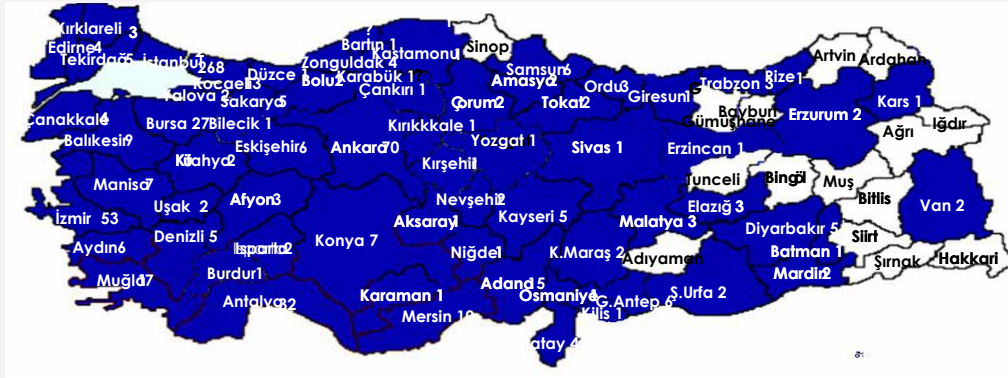 Kırklareli 3
Edirne 4
Tekirdağ 5
İstanbul
268
Kocaeli 3
Yalova
Sakarya 5
Düzce
Bolu 2
Bartın 1
Zonguldak 4
Karabük 1
Kastamonu 1
Çankırı 1
Sinop
Samsun 6
Amasya 2
Çorum 2
Tokat 2
Ordu 3
Giresun 1
Trabzon 3
Rize 1
Artvin
Ardahan
Kars 1
Bayburt
Gümüşhane
Erzurum 2
Ağrı
Iğdır
Çanakkale 4
Balıkesir 9
Bursa 27
Bilecik 1
Eskişehir 6
Kütahya 2
Ankara 70
Kırıkkkale 1
Yozgat 1
Kırşehir 1
Sivas 1
Erzincan 1
Tunceli
Bingöl
Muş
Bitlis
Van 2
Manisa 7
İzmir 53
Uşak 2
Afyon 3
Aydın 6
Denizli 5
Isparta 2
Burdur 1
Muğla 17
Antalya 32
Konya 7
Aksaray 1
Nevşehir 2
Niğde 1
Kayseri 5
K.Maraş 2
Malatya 3
Elazığ 3
Adıyaman
Diyarbakır 5
Batman 1
Mardin 2
Siirt
Şırnak
Hakkari
Karaman 1
Mersin
Adana 15
Osmaniye
G.Antep 6
Kilis 1
Ş.Urfa 2
atay 4